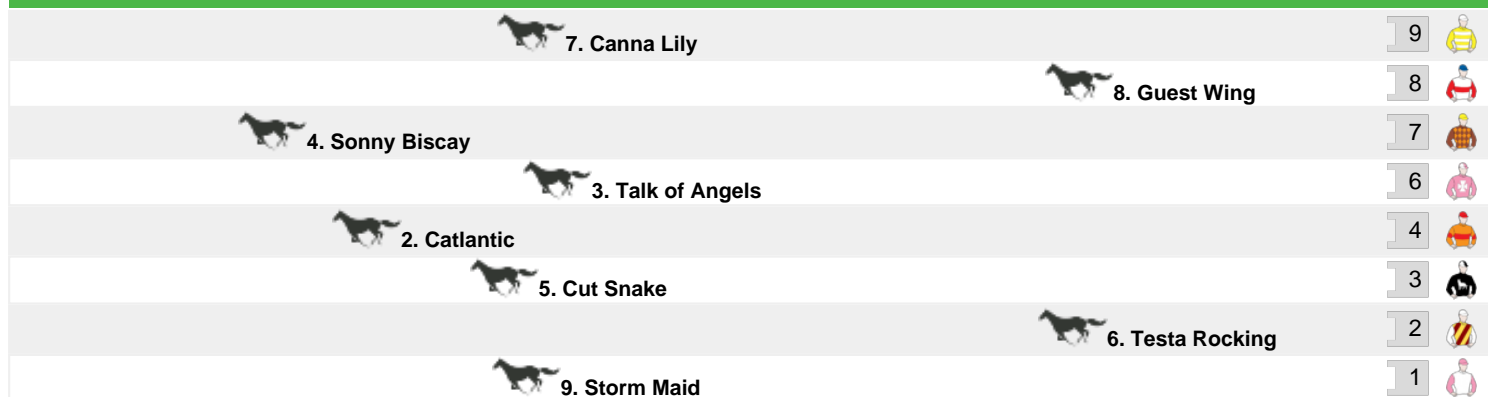 7. Canna Lily 9
8. Guest Wing 8
4. Sonny Biscay 7
3. Talk of Angels 6
2. Catlantic 4
5. Cut Snake 3
6. Testa Rocking 2
9. Storm Maid 1